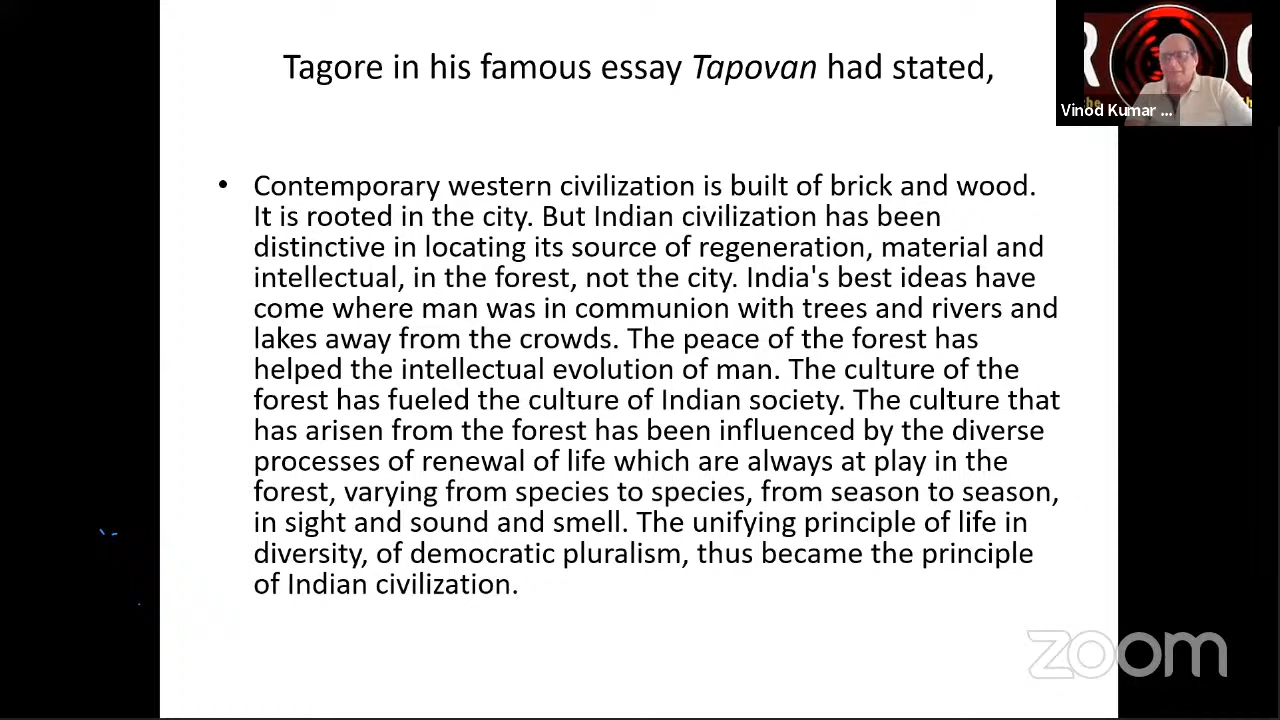 Tagore in his famous essay Tapovan had stated,
Vinod Kumar ...
• Contemporary western civilization is built of brick and wood.
It is rooted in the city. But Indian civilization has been
distinctive in locating its source of regeneration, material and
intellectual, in the forest, not the city. India's best ideas have
come where man was in communion with trees and rivers and
lakes away from the crowds. The peace of the forest has
helped the intellectual evolution of man. The culture of the
forest has fueled the culture of Indian society. The culture that
has arisen from the forest has been influenced by the diverse
processes of renewal of life which are always at play in the
forest, varying from species to species, from season to season,
in sight and sound and smell. The unifying principle of life in
diversity, of democratic pluralism, thus became the principle
of Indian civilization.
zoom